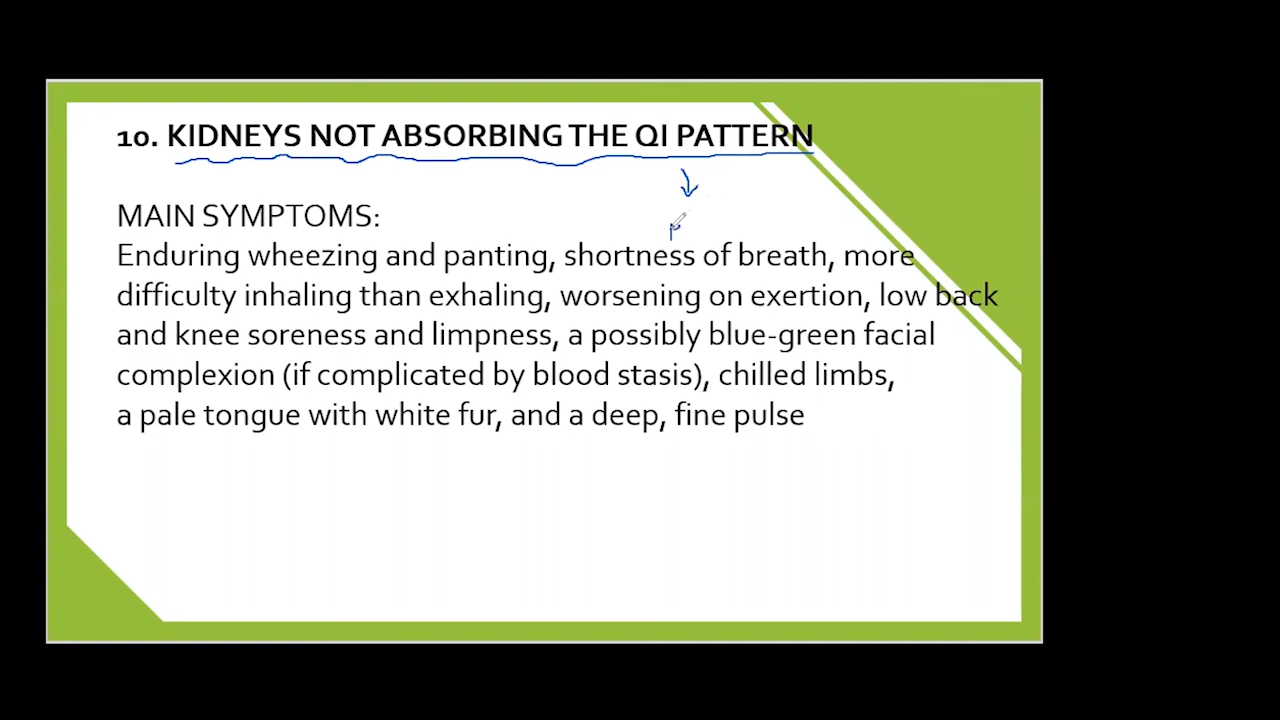 10. KIDNEYS NOT ABSORBING THE QI PATTERN
MAIN SYMPTOMS:
Enduring wheezing and panting, shortness of breath, more
difficulty inhaling than exhaling, worsening on exertion, low back
and knee soreness and limpness, a possibly blue-green facial
complexion (if complicated by blood stasis), chilled limbs,
a pale tongue with white fur, and a deep, fine pulse